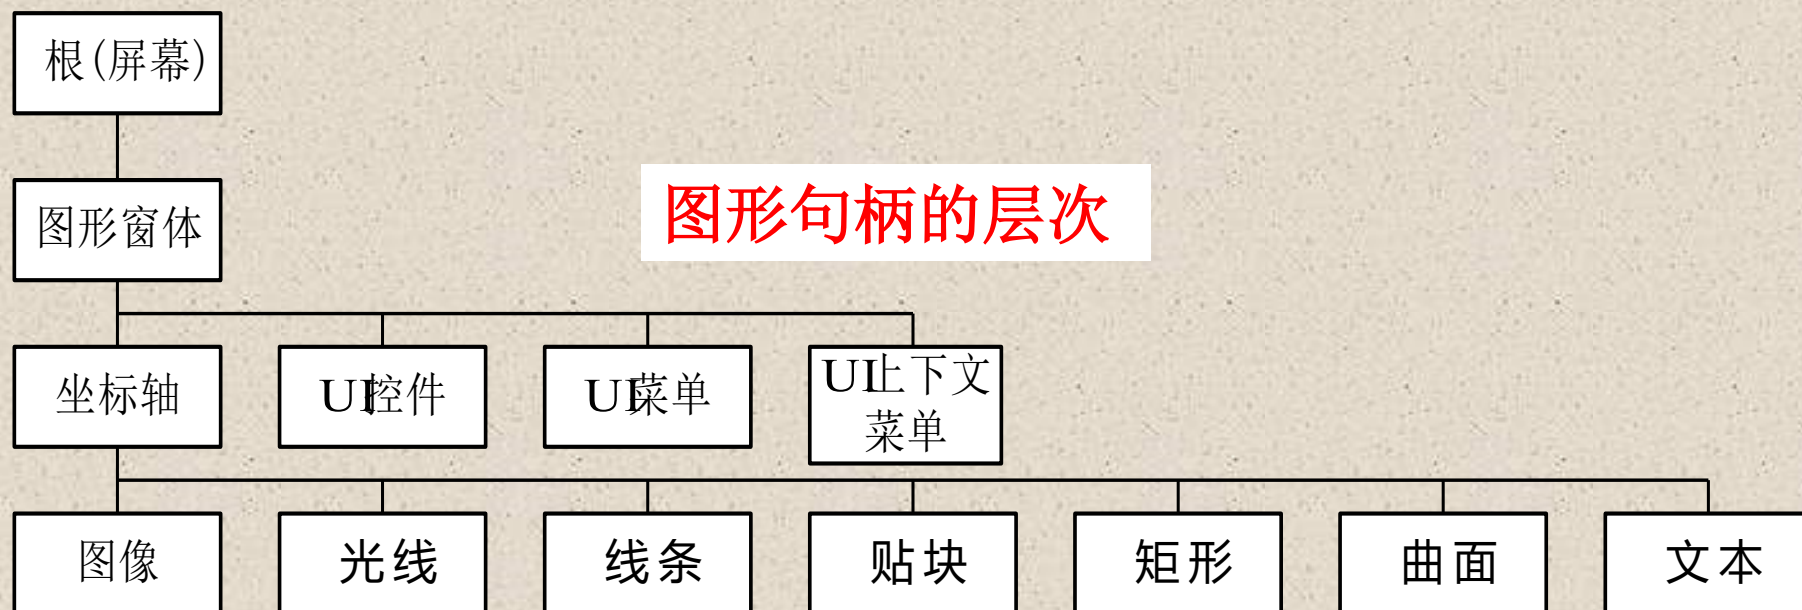 根(屏幕)
图形窗体
图形句柄的层次
坐标轴
UI控件
UI菜单
UI上下文
菜单
图像
光线
线条
贴块
矩形
曲面
文本